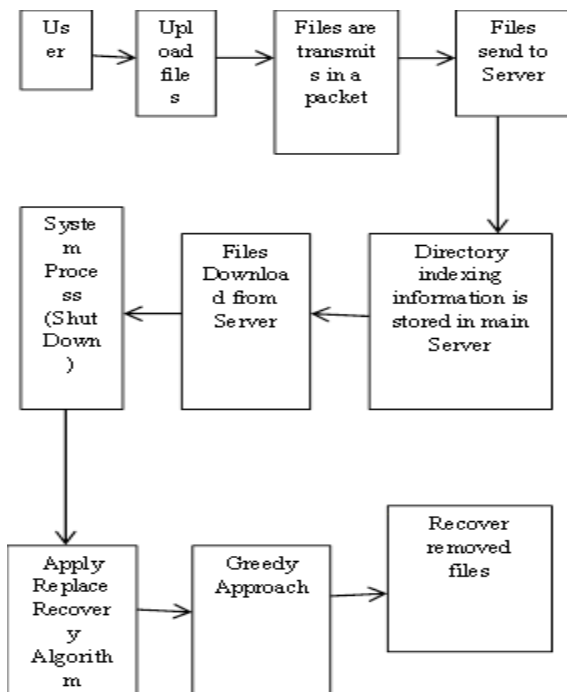 Us
er
Upl
oad
file
s
Files are
transmit
s in a
packet
Files
send to
Server
Syste
m
Proce
ss
(Shut
Down
)
Files
Downloa
d from
Server
Directory
indexing
information is
stored in main
Server
Apply
Replace
Recover
y
Algorith
m
Greedy
Approach
Recover
removed
files